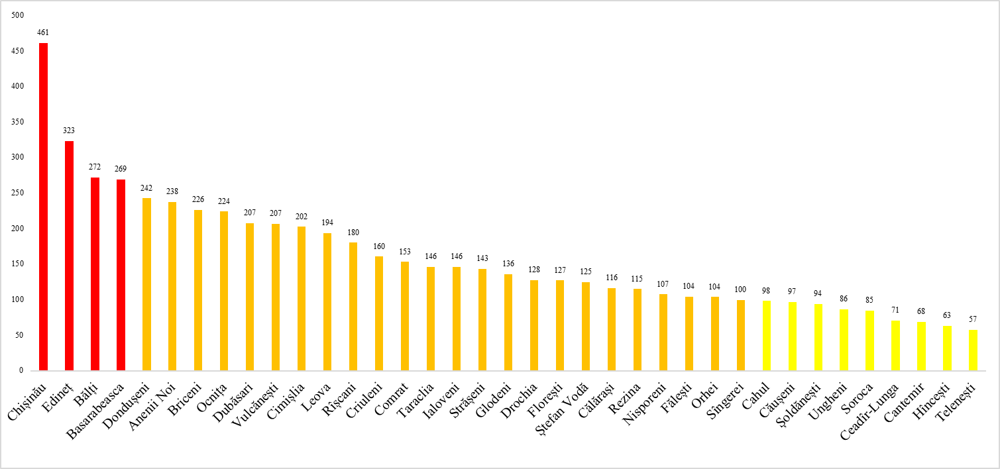 500
450
400
350
300
250
200
150
100
50
0
461
323
272
269
242
238
226
224
207
207
202
194
180
160
153
146
146
143
136
128
127
125
116
115
107
104
104
100
98
97
94
86
85
71
68
63
57
Chișinău
Edineț
Bălți
Basarabeasca
Dondușeni
Anenii Noi
Briceni
Ocnița
Dubăsari
Vulcănești
Cimișlia
Leova
Rîșcani
Criuleni
Comrat
Taraclia
Ialoveni
Strășeni
Glodeni
Drochia
Florești
Ștefan Vodă
Călărași
Rezina
Nisporeni
Fălești
Orhei
Sîngerei
Cahul
Căușeni
Șoldănești
Ungheni
Soroca
Ceadîr-Lunga
Cantemir
Hîncești
Telenești